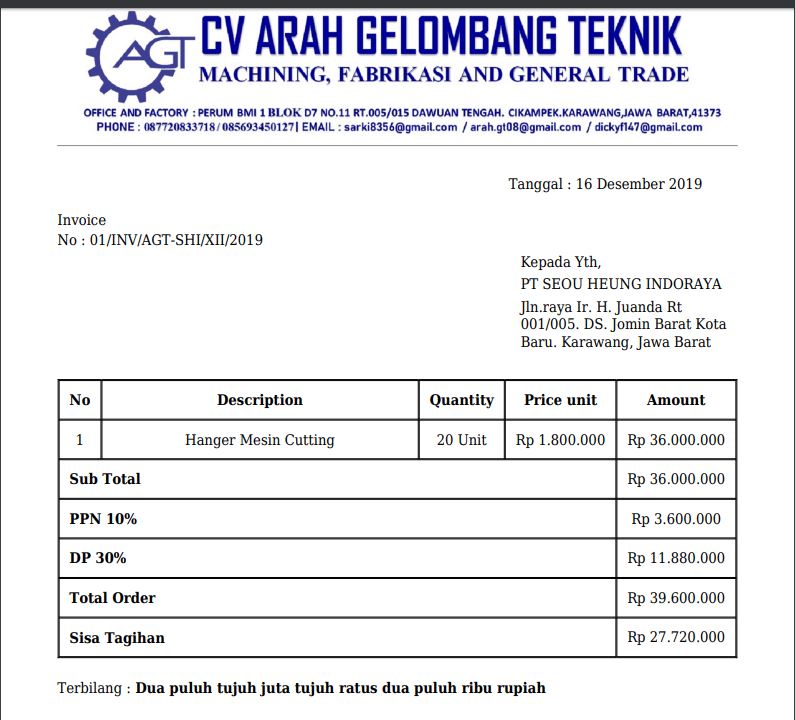 AGT CV ARAH GELOMBANG TEKNIK
MACHINING, FABRIKASI AND GENERAL TRADE
OFFICE AND FACTORY : PERUM BMI 1 BLOK D7 NO.11 RT.005/015 DAWUAN TENGAH. CIKAMPEK.KARAWANG,JAWA BARAT,41373
PHONE : 087720833718 / 085693450127| EMAIL : sarki8356@gmail.com / arah.gt08@gmail.com / dickyf147@gmail.com
Tanggal : 16 Desember 2019
Invoice
No : 01/INV/AGT-SHI/XII/2019
Kepada Yth,
PT SEOU HEUNG INDORAYA
Jln.raya Ir. H. Juanda Rt
001/005. DS. Jomin Barat Kota
Baru. Karawang, Jawa Barat
No Description Quantity Price unit Amount
1 Hanger Mesin Cutting 20 Unit Rp 1.800.000 Rp 36.000.000
Sub Total Rp 36.000.000
PPN 10% Rp 3.600.000
DP 30% Rp 11.880.000
Total Order Rp 39.600.000
Sisa Tagihan Rp 27.720.000
Terbilang : Dua puluh tujuh juta tujuh ratus dua puluh ribu rupiah